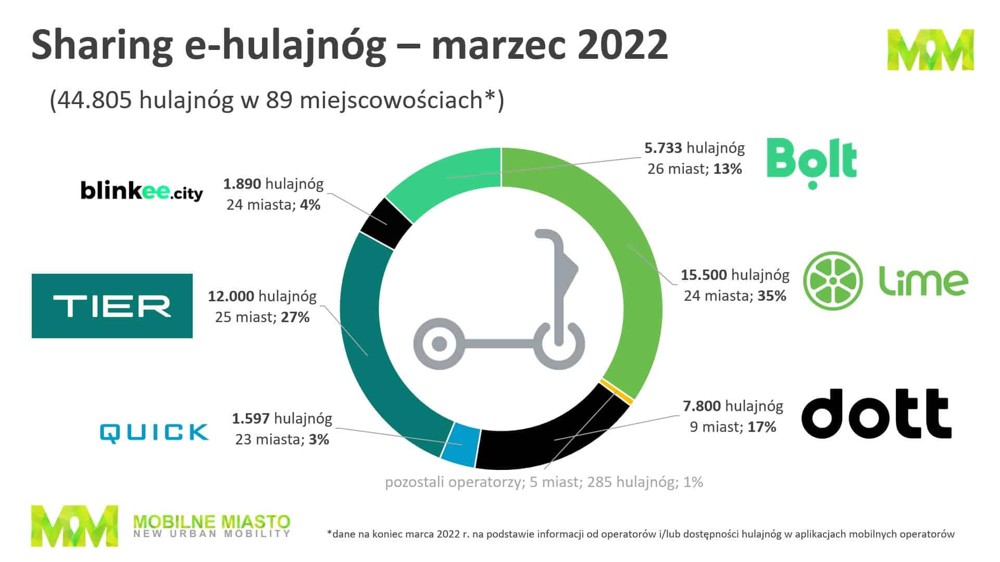 Sharing e-hulajnóg – marzec 2022
MM
(44.805 hulajnóg w 89 miejscowościach*)
5.733 hulajnóg
26 miast; 13%
Bolt
blinkee.city
1.890 hulajnóg
24 miasta; 4%
15.500 hulajnóg
24 miasta; 35%
Lime
TIER
12.000 hulajnóg
25 miast; 27%
7.800 hulajnóg
9 miast; 17%
dott
QUICK
1.597 hulajnóg
23 miasta; 3%
pozostali operatorzy; 5 miast; 285 hulajnóg; 1%
MM
MOBILNE MIASTO
NEW URBAN MOBILITY
*dane na koniec marca 2022 r. na podstawie informacji od operatorów i/lub dostępności hulajnóg w aplikacjach mobilnych operatorów